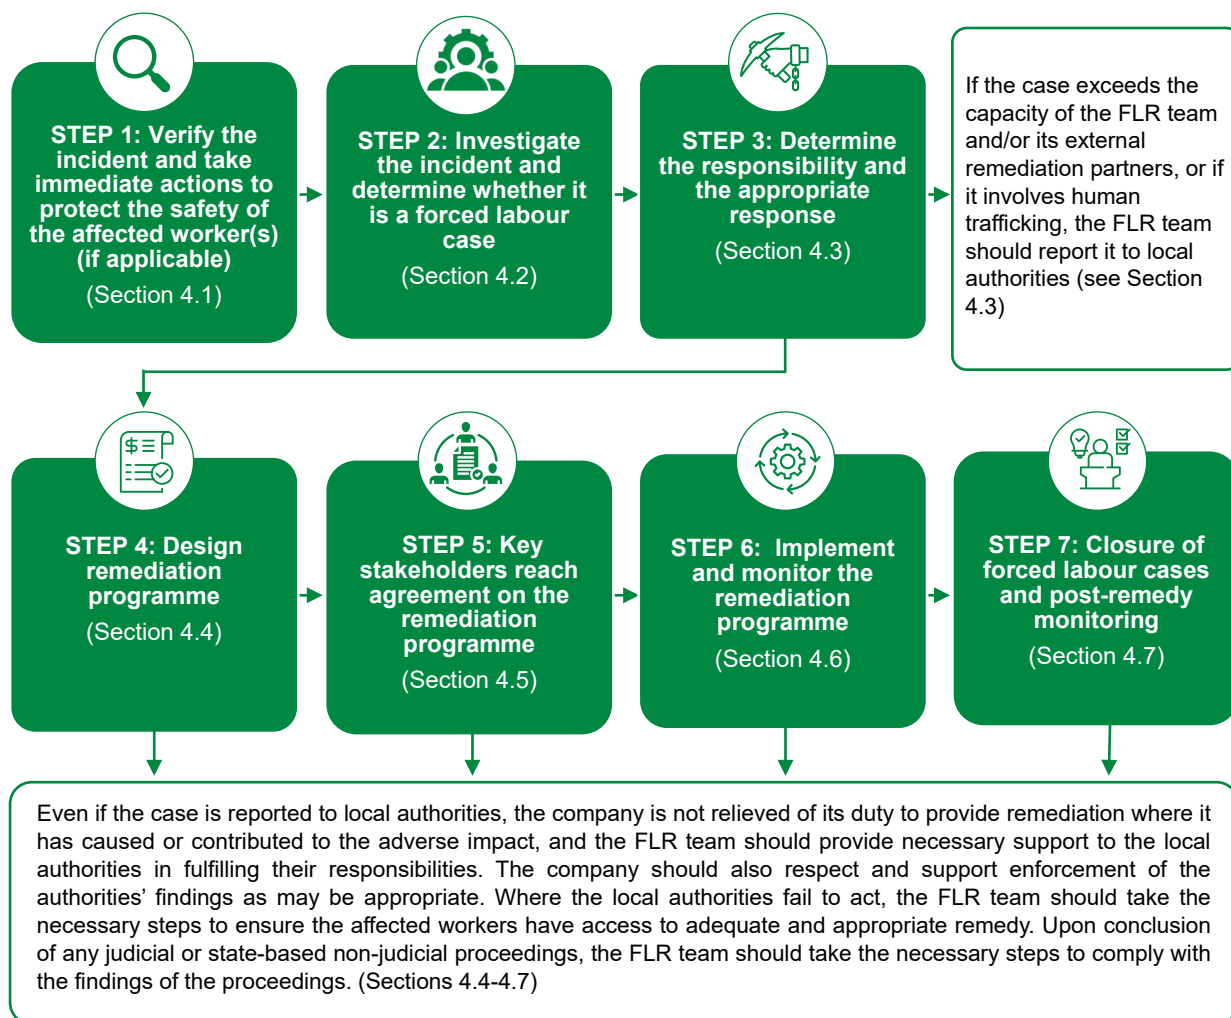 STEP 1: Verify the
incident and take
immediate actions to
protect the safety of
the affected worker(s)
(if applicable)
(Section 4.1)
STEP 2: Investigate
the incident and
determine whether it
is a forced labour
case
(Section 4.2)
STEP 3: Determine
the responsibility and
the appropriate
response
(Section 4.3)
If the case exceeds the
capacity of the FLR team
and/or its external
remediation partners, or if
it involves human
trafficking, the FLR team
should report it to local
authorities (see Section
4.3)
STEP 4: Design
remediation
programme
(Section 4.4)
STEP 5: Key
stakeholders reach
agreement on the
remediation
programme
(Section 4.5)
STEP 6: Implement
and monitor the
remediation
programme
(Section 4.6)
STEP 7: Closure of
forced labour cases
and post-remedy
monitoring
(Section 4.7)
Even if the case is reported to local authorities, the company is not relieved of its duty to provide remediation where it
has caused or contributed to the adverse impact, and the FLR team should provide necessary support to the local
authorities in fulfilling their responsibilities. The company should also respect and support enforcement of the
authorities’ findings as may be appropriate. Where the local authorities fail to act, the FLR team should take the
necessary steps to ensure the affected workers have access to adequate and appropriate remedy. Upon conclusion
of any judicial or state-based non-judicial proceedings, the FLR team should take the necessary steps to comply with
the findings of the proceedings. (Sections 4.4-4.7)